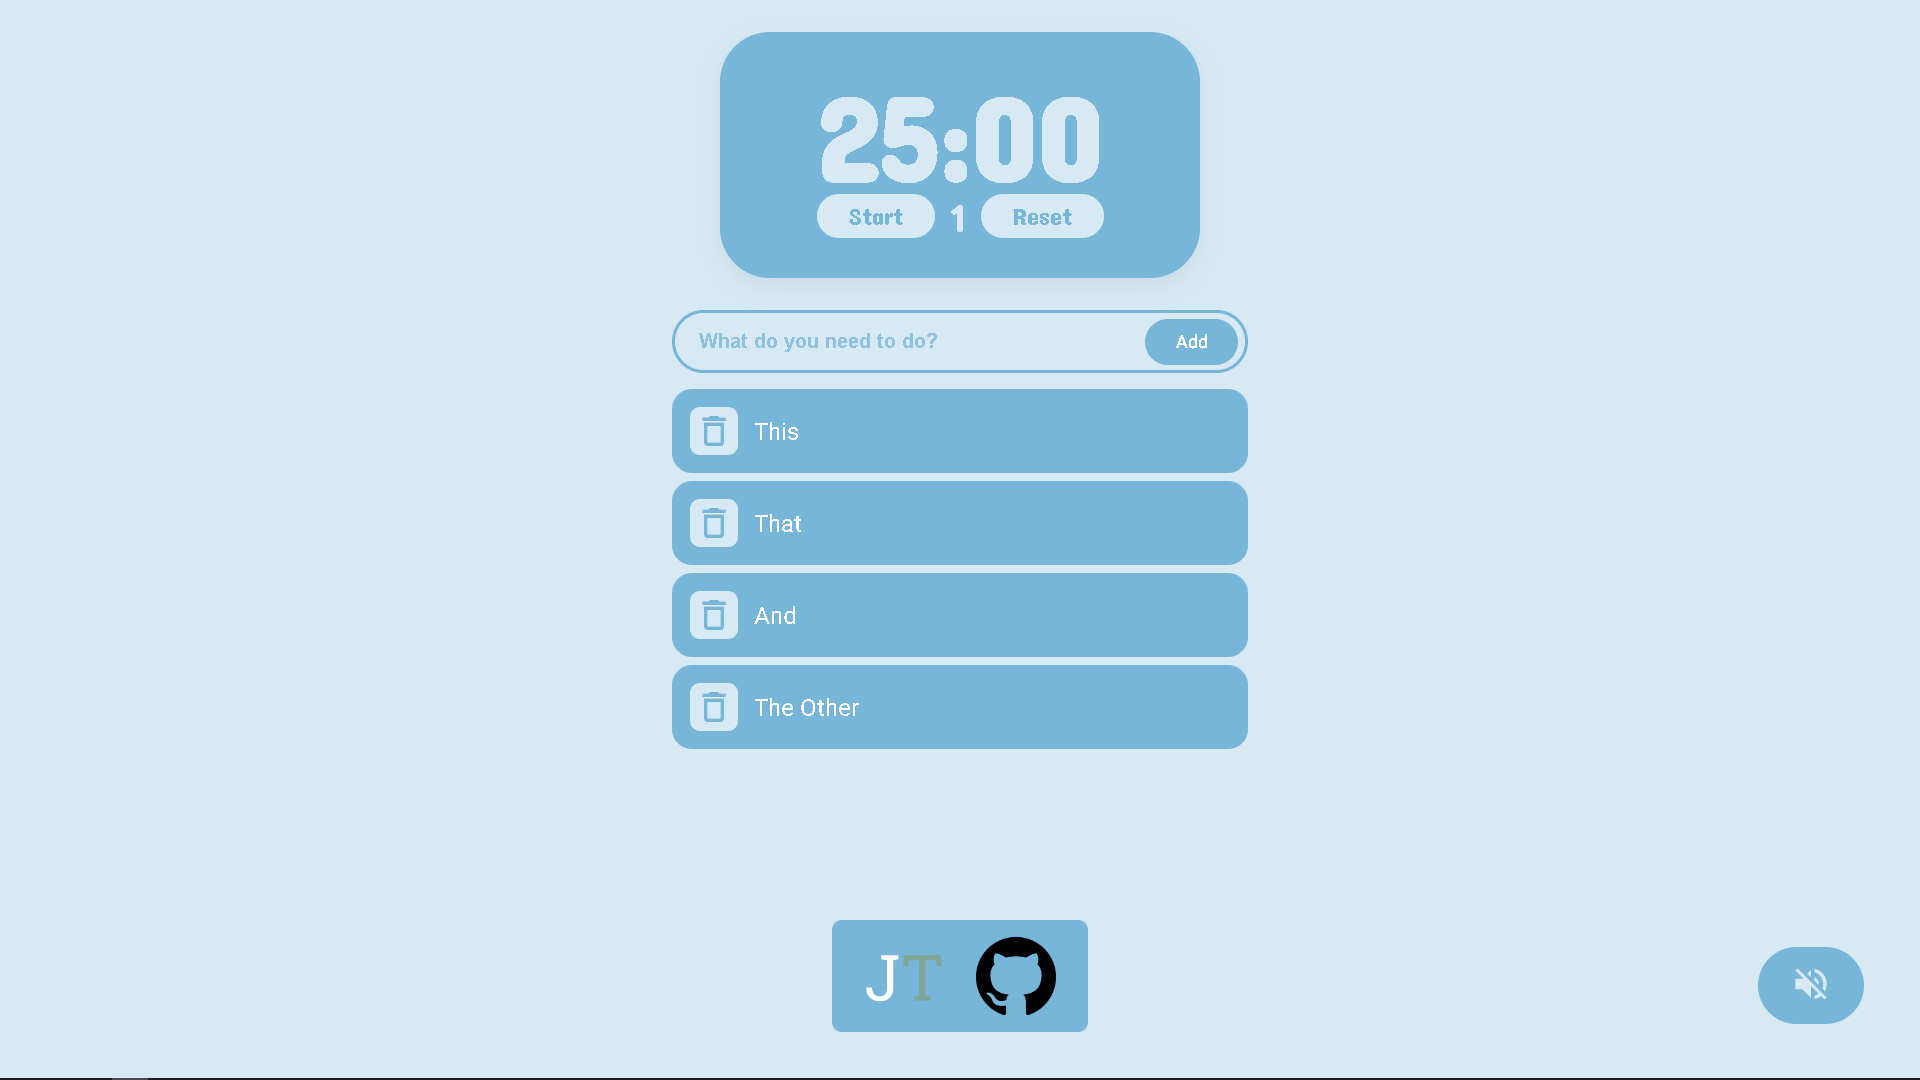 25:00
Start 1 Reset
What do you need to do? Add
This
That
And
The Other
JT